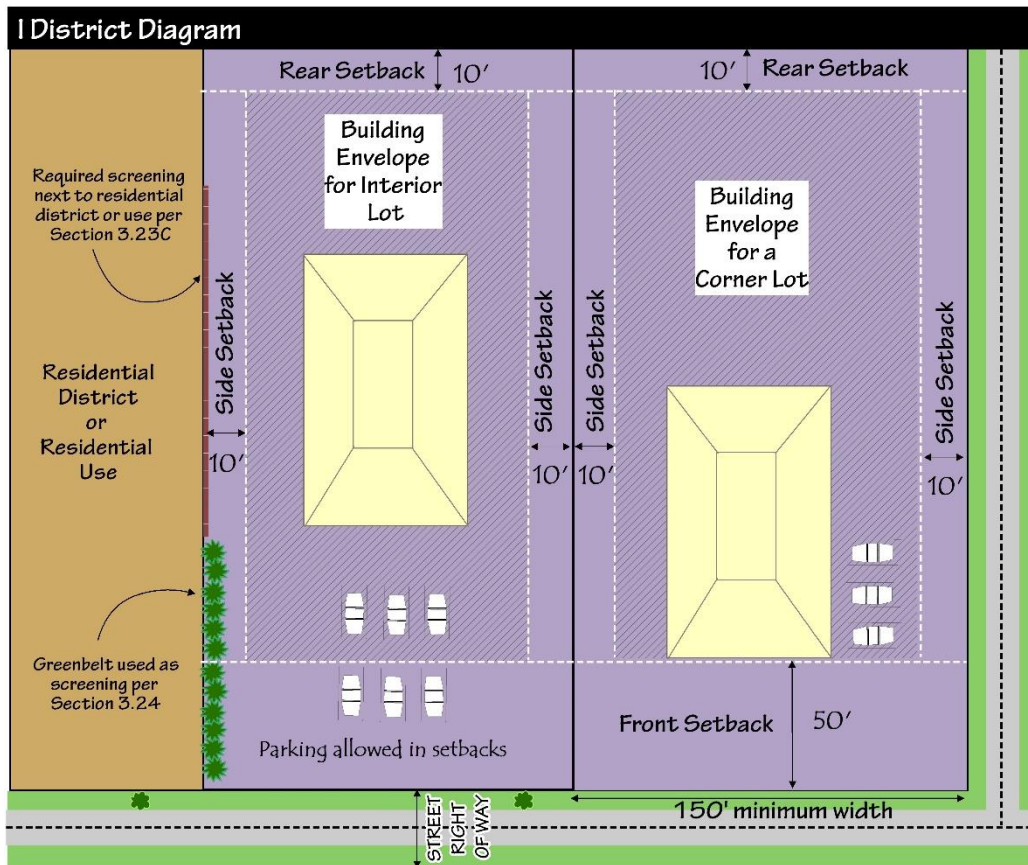 I District Diagram
Rear Setback
10'
10'
Rear Setback
Building
Envelope
for Interior
Lot
Building
Envelope
for a
Corner Lot
Required screening
next to residential
district or use per
Section 3.23C
Residential
District
or
Residential
Use
Side Setback
10'
Side Setback
10'
Side Setback
10'
Side Setback
10'
Greenbelt used as
screening per
Section 3.24
Parking allowed in setbacks
Front Setback
50'
150' minimum width
STREET
RIGHT
OF WAY